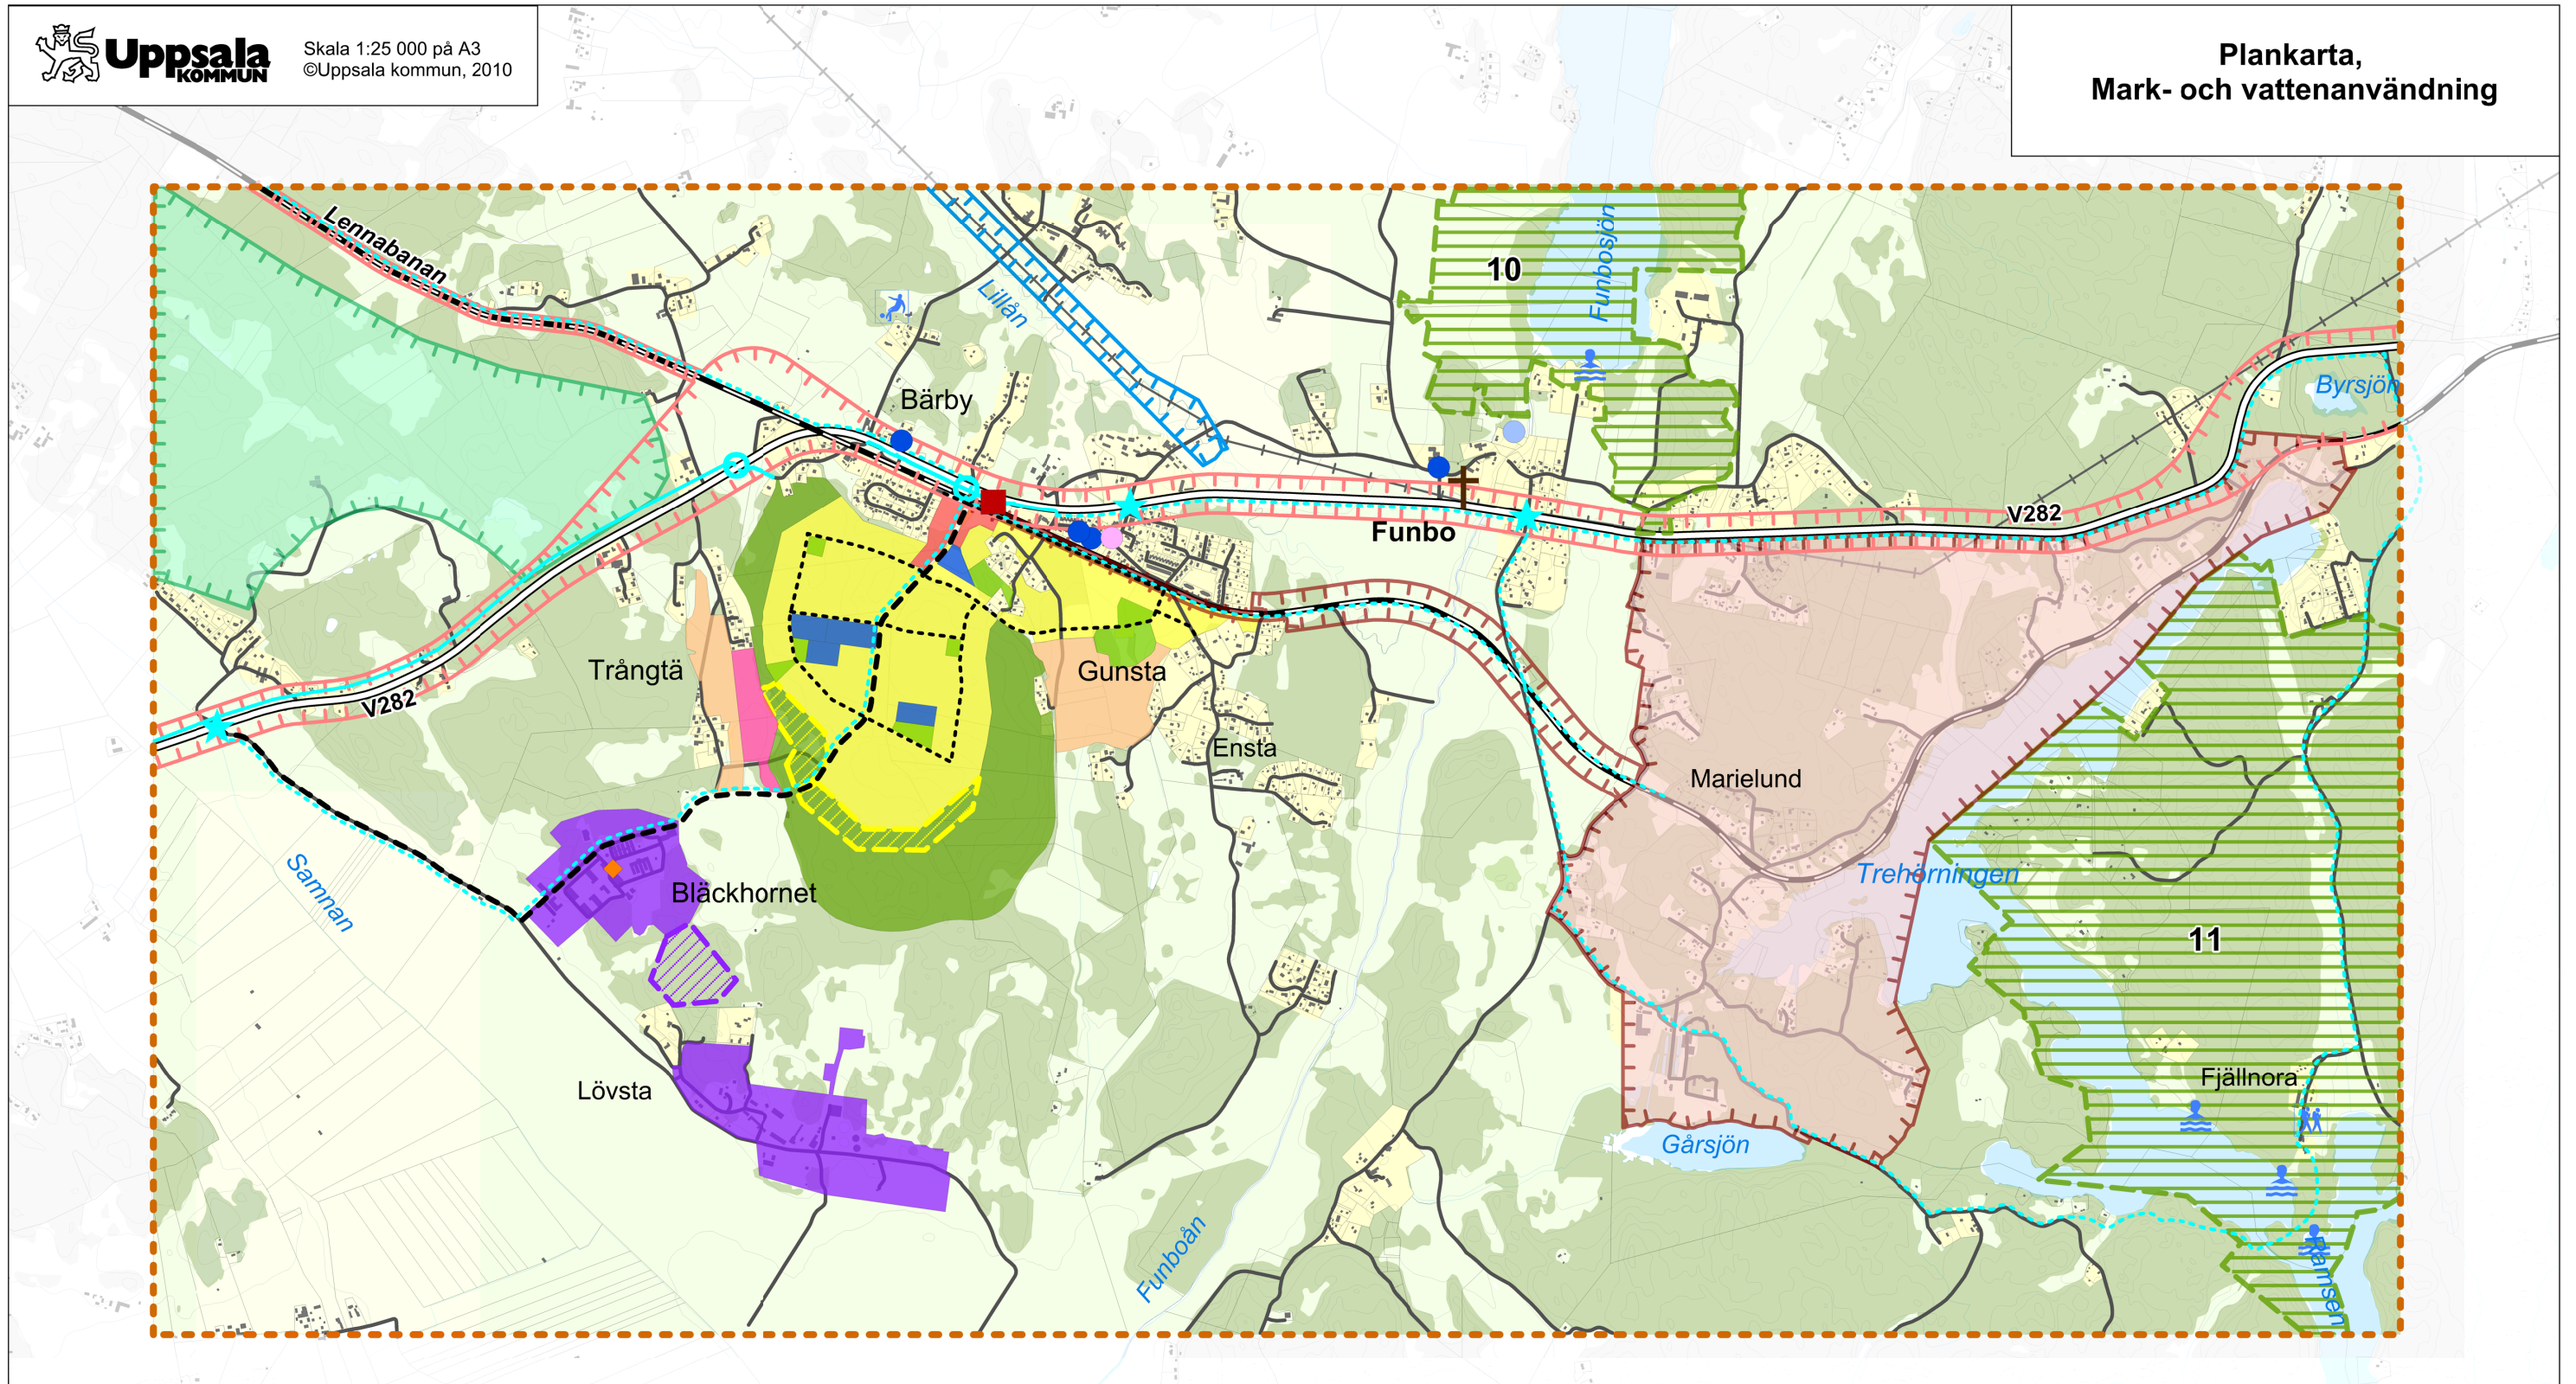 Uppsala
KOMMUN
Skala 1:25 000 på A3
©Uppsala kommun, 2010
Plankarta,
Mark- och vattenanvändning
Lennabanan
Lillån
10
Funbosjön
Bärby
Byrsjön
V282
Funbo
Trångtä
Gunsta
V282
Ensta
Marielund
Samnan
Bläckhornet
Trehörningen
11
Lövsta
Fjällnora
Gårsjön
Funboån
Ramsen